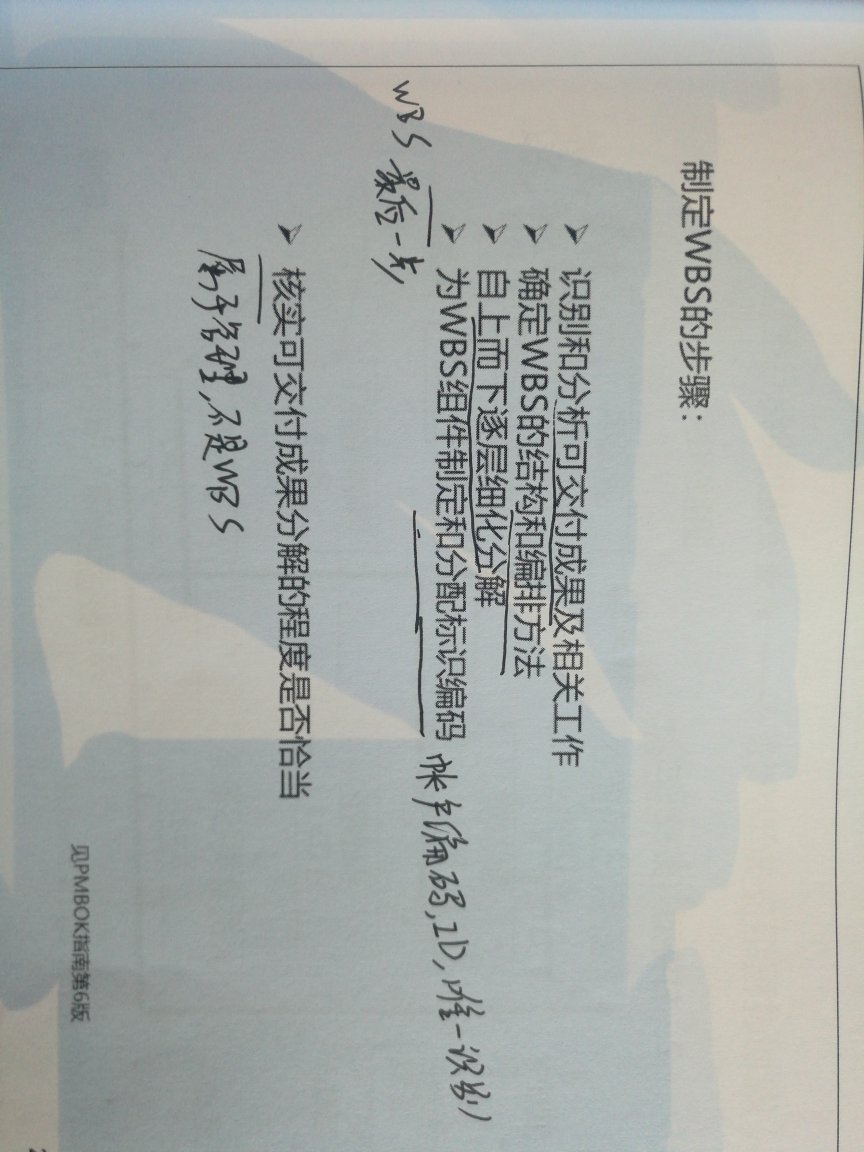 制定WBS的步骤：
➢ 识别和分析可交付成果及相关工作
➢ 确定WBS的结构和编排方法
➢ 自上而下逐层细化分解
➢ 为WBS组件制定和分配标识编码 帐户编码,ID,唯一识别
WBS 最后一步
➢ 核实可交付成果分解的程度是否恰当
属于管理,不是WBS
见PMBOK指南第6版